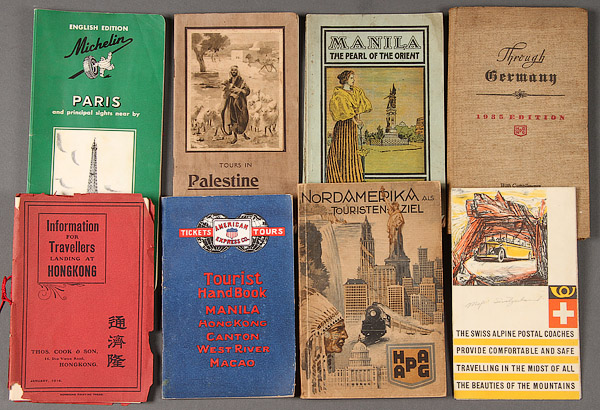 ENGLISH EDITION
Michelin
PARIS
and principal sights near by
TOURS IN
Palestine
MANILA
THE PEARL OF THE ORIENT
Through
Germany
1935 EDITION
Information
FOR
Travellers
LANDING AT
HONGKONG
通濟隆
THOS. COOK & SON,
HONGKONG.
TICKETS AMERICAN EXPRESS CO. TOURS
Tourist
Hand Book
MANILA
HONGKONG
CANTON
WEST RIVER
MACAO
NORDAMERIKA ALS
TOURISTEN-ZIEL
HAPAG
THE SWISS ALPINE POSTAL COACHES
PROVIDE COMFORTABLE AND SAFE
TRAVELLING IN THE MIDST OF ALL
THE BEAUTIES OF THE MOUNTAINS